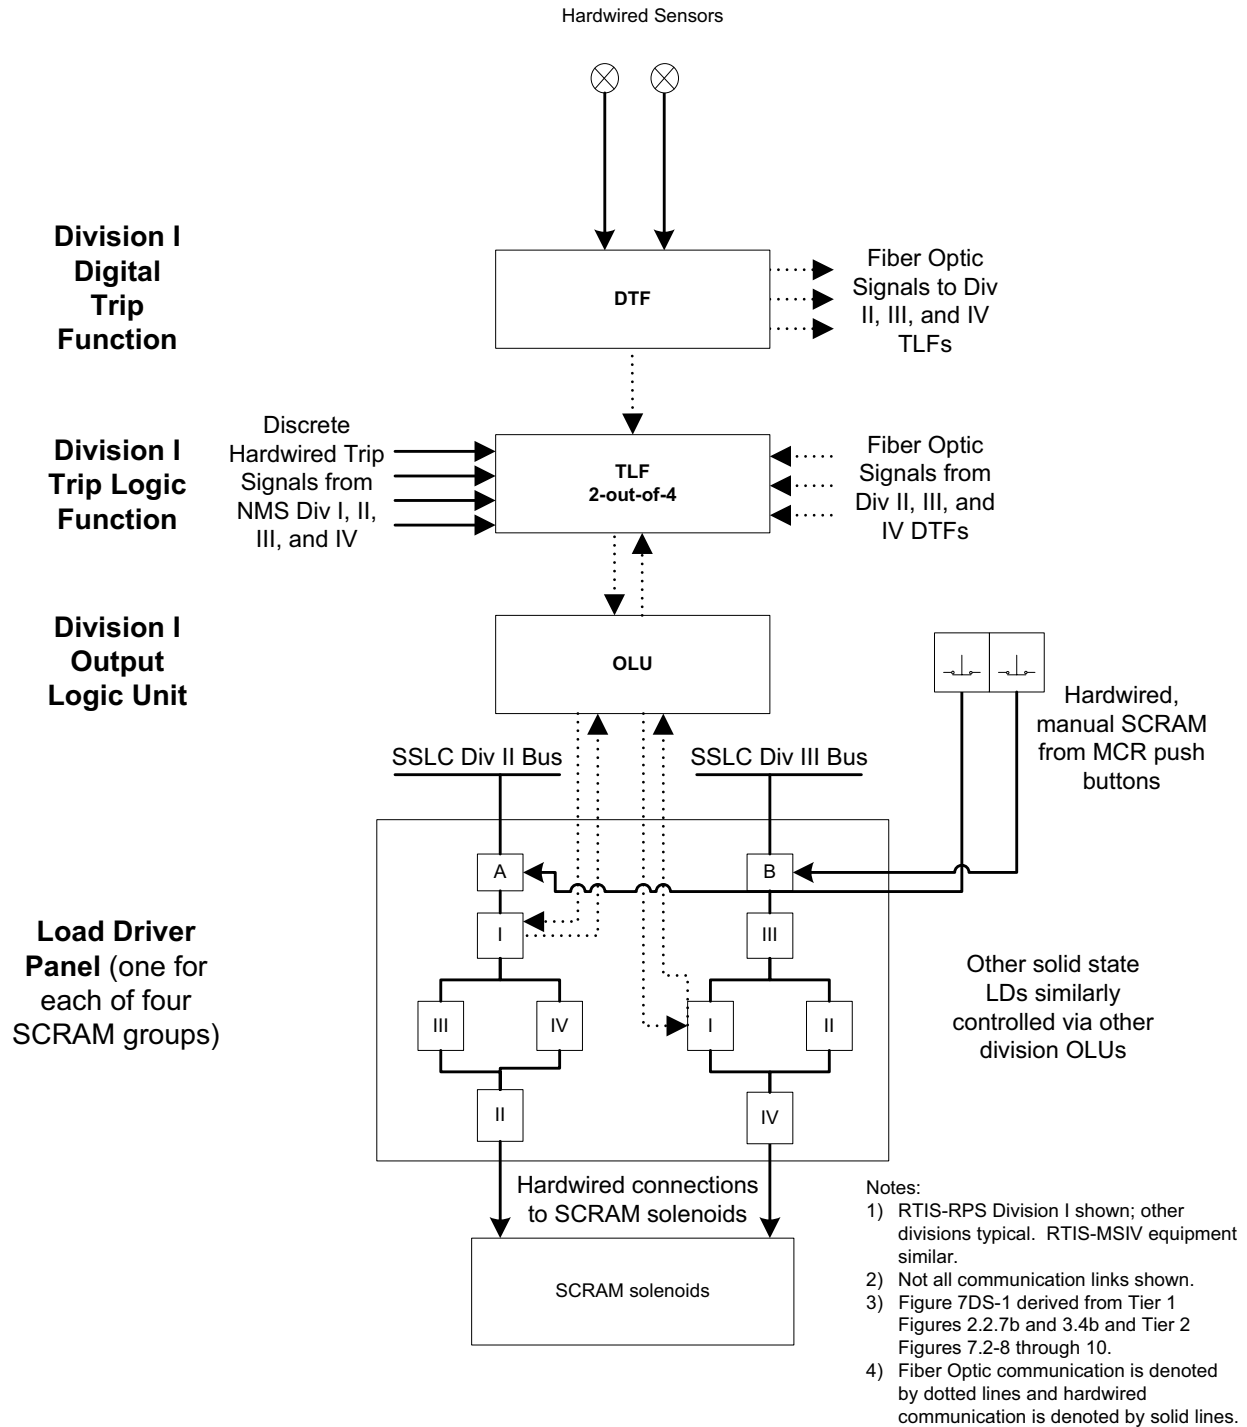 Hardwired Sensors
Division I
Digital
Trip
Function
DTF
Fiber Optic
Signals to Div
II, III, and IV
TLFs
Division I
Trip Logic
Function
Discrete
Hardwired Trip
Signals from
NMS Div I, II,
III, and IV
TLF
2-out-of-4
Fiber Optic
Signals from
Div II, III, and
IV DTFs
Division I
Output
Logic Unit
OLU
Hardwired,
manual SCRAM
from MCR push
buttons
SSLC Div II Bus
SSLC Div III Bus
A
B
I
III
III
IV
I
II
II
IV
Load Driver
Panel (one for
each of four
SCRAM groups)
Other solid state
LDs similarly
controlled via other
division OLUs
Hardwired connections
to SCRAM solenoids
SCRAM solenoids
Notes:
1) RTIS-RPS Division I shown; other
divisions typical. RTIS-MSIV equipment
similar.
2) Not all communication links shown.
3) Figure 7DS-1 derived from Tier 1
Figures 2.2.7b and 3.4b and Tier 2
Figures 7.2-8 through 10.
4) Fiber Optic communication is denoted
by dotted lines and hardwired
communication is denoted by solid lines.